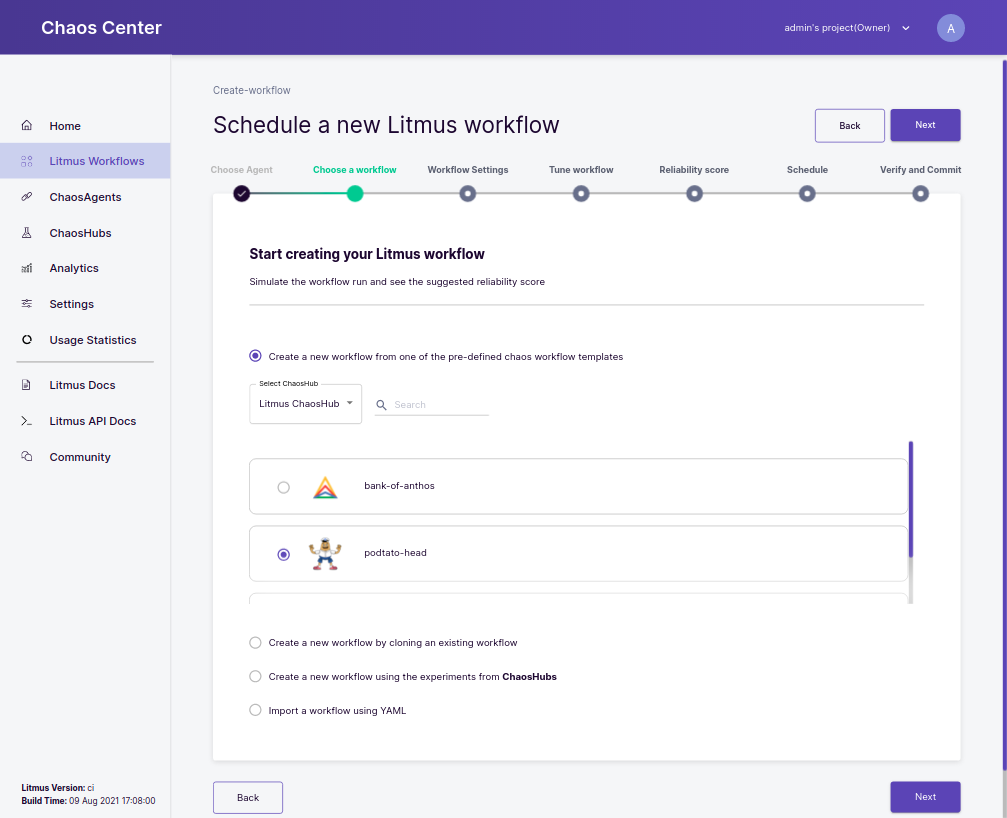 Chaos Center
admin's project(Owner)
A
Home
Litmus Workflows
ChaosAgents
ChaosHubs
Analytics
Settings
Usage Statistics
Litmus Docs
Litmus API Docs
Community
Litmus Version: ci
Build Time: 09 Aug 2021 17:08:00
Create-workflow
Schedule a new Litmus workflow
Back
Next
Choose Agent
Choose a workflow
Workflow Settings
Tune workflow
Reliability score
Schedule
Verify and Commit
Start creating your Litmus workflow
Simulate the workflow run and see the suggested reliability score
Create a new workflow from one of the pre-defined chaos workflow templates
Select ChaosHub
Litmus ChaosHub
Search
bank-of-anthos
podtato-head
Create a new workflow by cloning an existing workflow
Create a new workflow using the experiments from ChaosHubs
Import a workflow using YAML
Back
Next